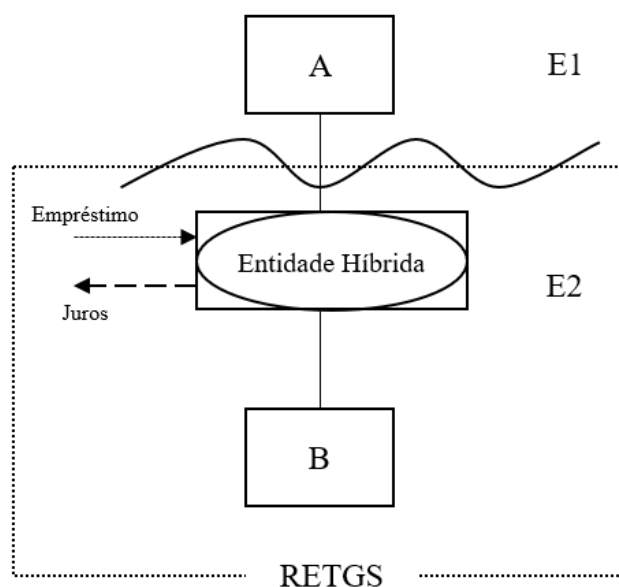 A
E1
Empréstimo
Entidade Híbrida
E2
Juros
B
RETGS